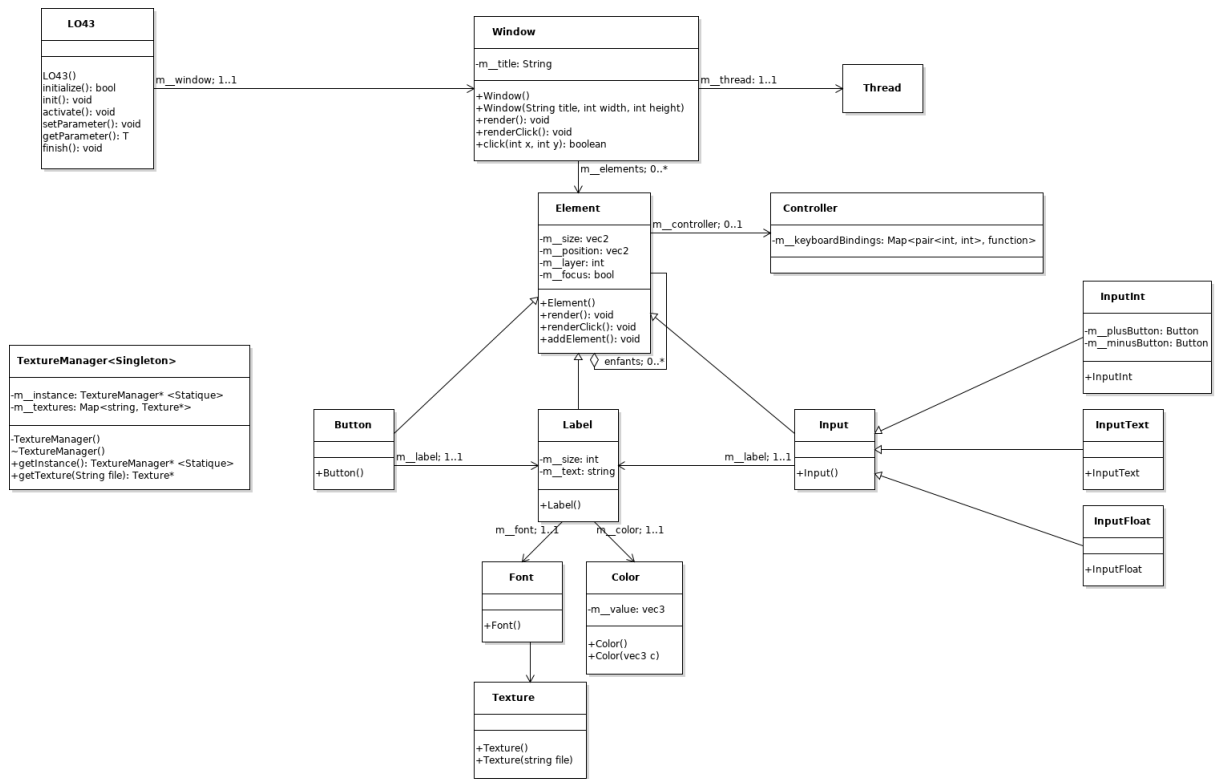 LO43
LO43()
initialize(): bool
init(): void
activate(): void
setParameter(): void
getParameter(): T
finish(): void
m__window; 1..1
Window
-m__title: String
+Window()
+Window(String title, int width, int height)
+render(): void
+renderClick(): void
+click(int x, int y): boolean
m__thread: 1..1
Thread
m__elements; 0..*
Element
-m__size: vec2
-m__position: vec2
-m__layer: int
-m__focus: bool
+Element()
+render(): void
+renderClick(): void
+addElement(): void
enfants; 0..*
m__controller; 0..1
Controller
-m__keyboardBindings: Map<pair<int, int>, function>
InputInt
-m__plusButton: Button
-m__minusButton: Button
+InputInt
TextureManager<Singleton>
-m__instance: TextureManager* <Statique>
-m__textures: Map<string, Texture*>
-TextureManager()
~TextureManager()
+getInstance(): TextureManager* <Statique>
+getTexture(String file): Texture*
Button
+Button()
m__label; 1..1
Label
-m__size: int
-m__text: string
+Label()
m__label; 1..1
Input
+Input()
InputText
+InputText
InputFloat
+InputFloat
m__font; 1..1
m__color; 1..1
Font
+Font()
Color
-m__value: vec3
+Color()
+Color(vec3 c)
Texture
+Texture()
+Texture(string file)